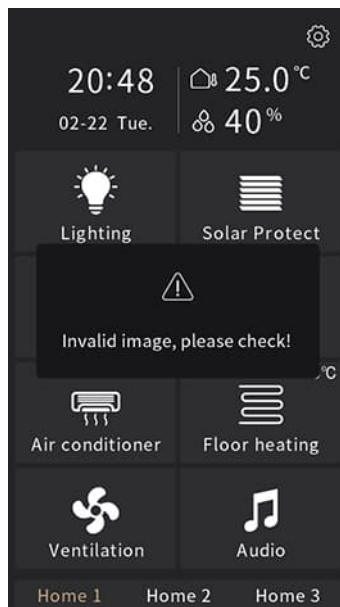 20:48
25.0 °C
02-22 Tue.
40 %
Lighting
Solar Protect
Invalid image, please check!
°C
Air conditioner
Floor heating
Ventilation
Audio
Home 1
Home 2
Home 3